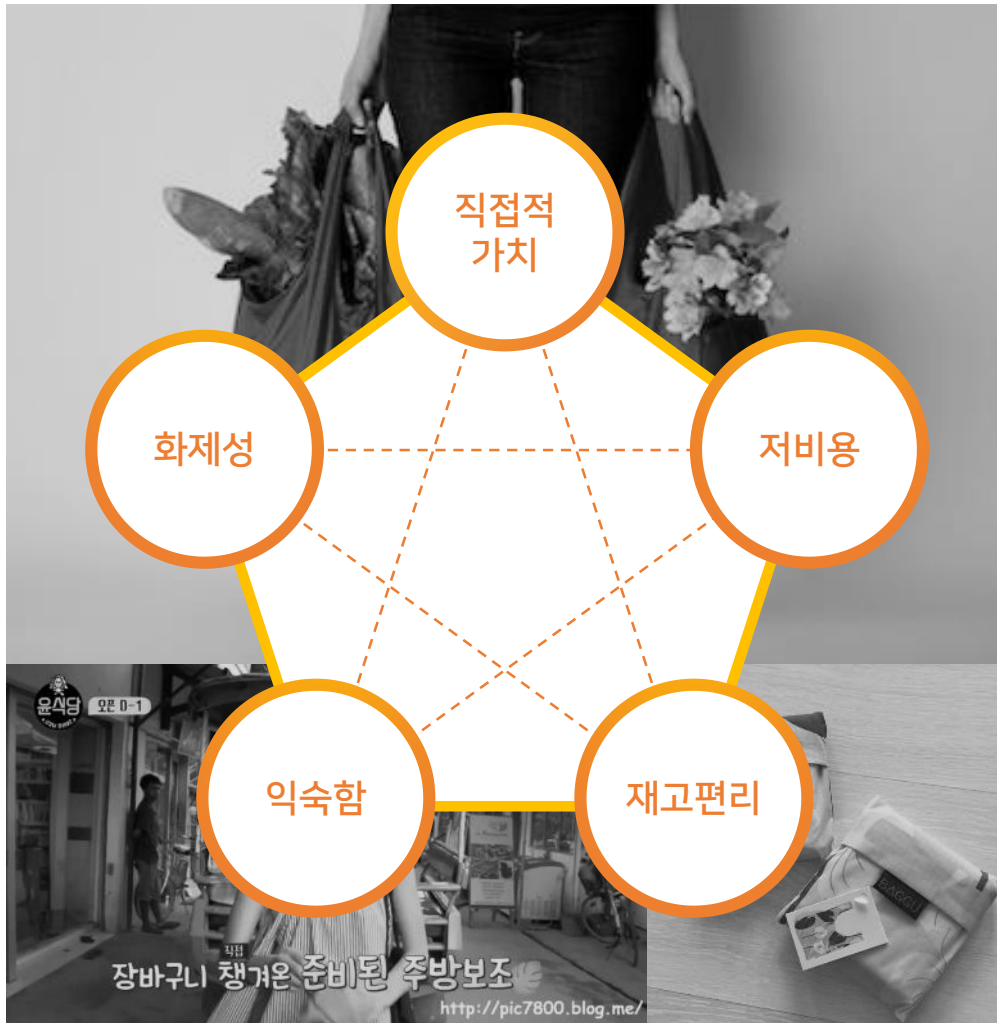 직접적
가치
화제성
저비용
윤식당
오픈 D-1
익숙함
재고편리
BAGGU
직접
장바구니 챙겨온 준비된 주방보조
http://pic7800.blog.me/